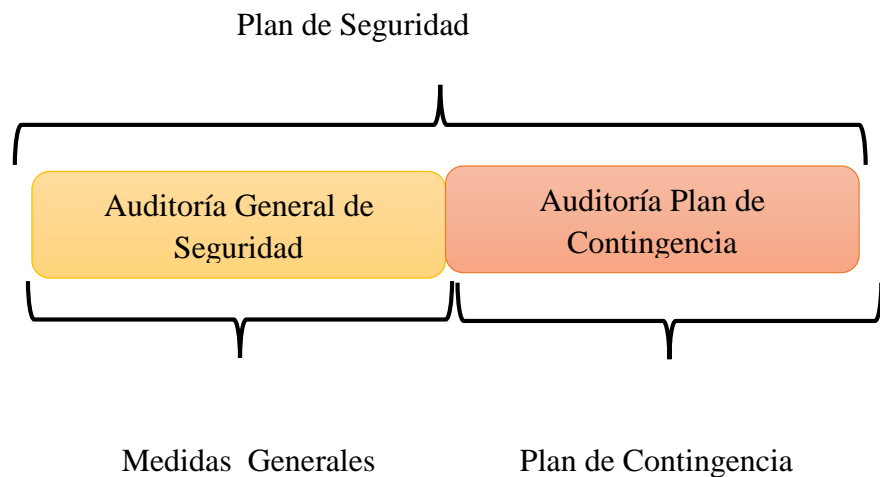 Plan de Seguridad
Auditoría General de
Seguridad
Auditoría Plan de
Contingencia
Medidas Generales
Plan de Contingencia